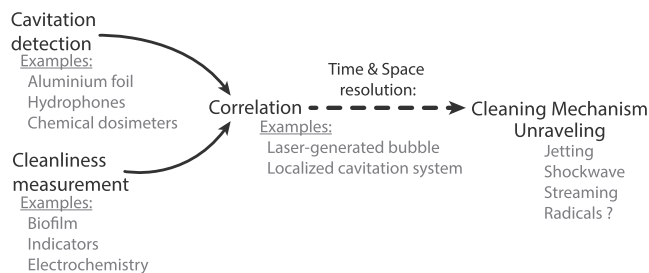 Cavitation
detection
Examples:
Aluminium foil
Hydrophones
Chemical dosimeters
Cleanliness
measurement
Examples:
Biofilm
Indicators
Electrochemistry
Correlation
Examples:
Laser-generated bubble
Localized cavitation system
Time & Space
resolution:
Cleaning Mechanism
Unraveling
Jetting
Shockwave
Streaming
Radicals ?